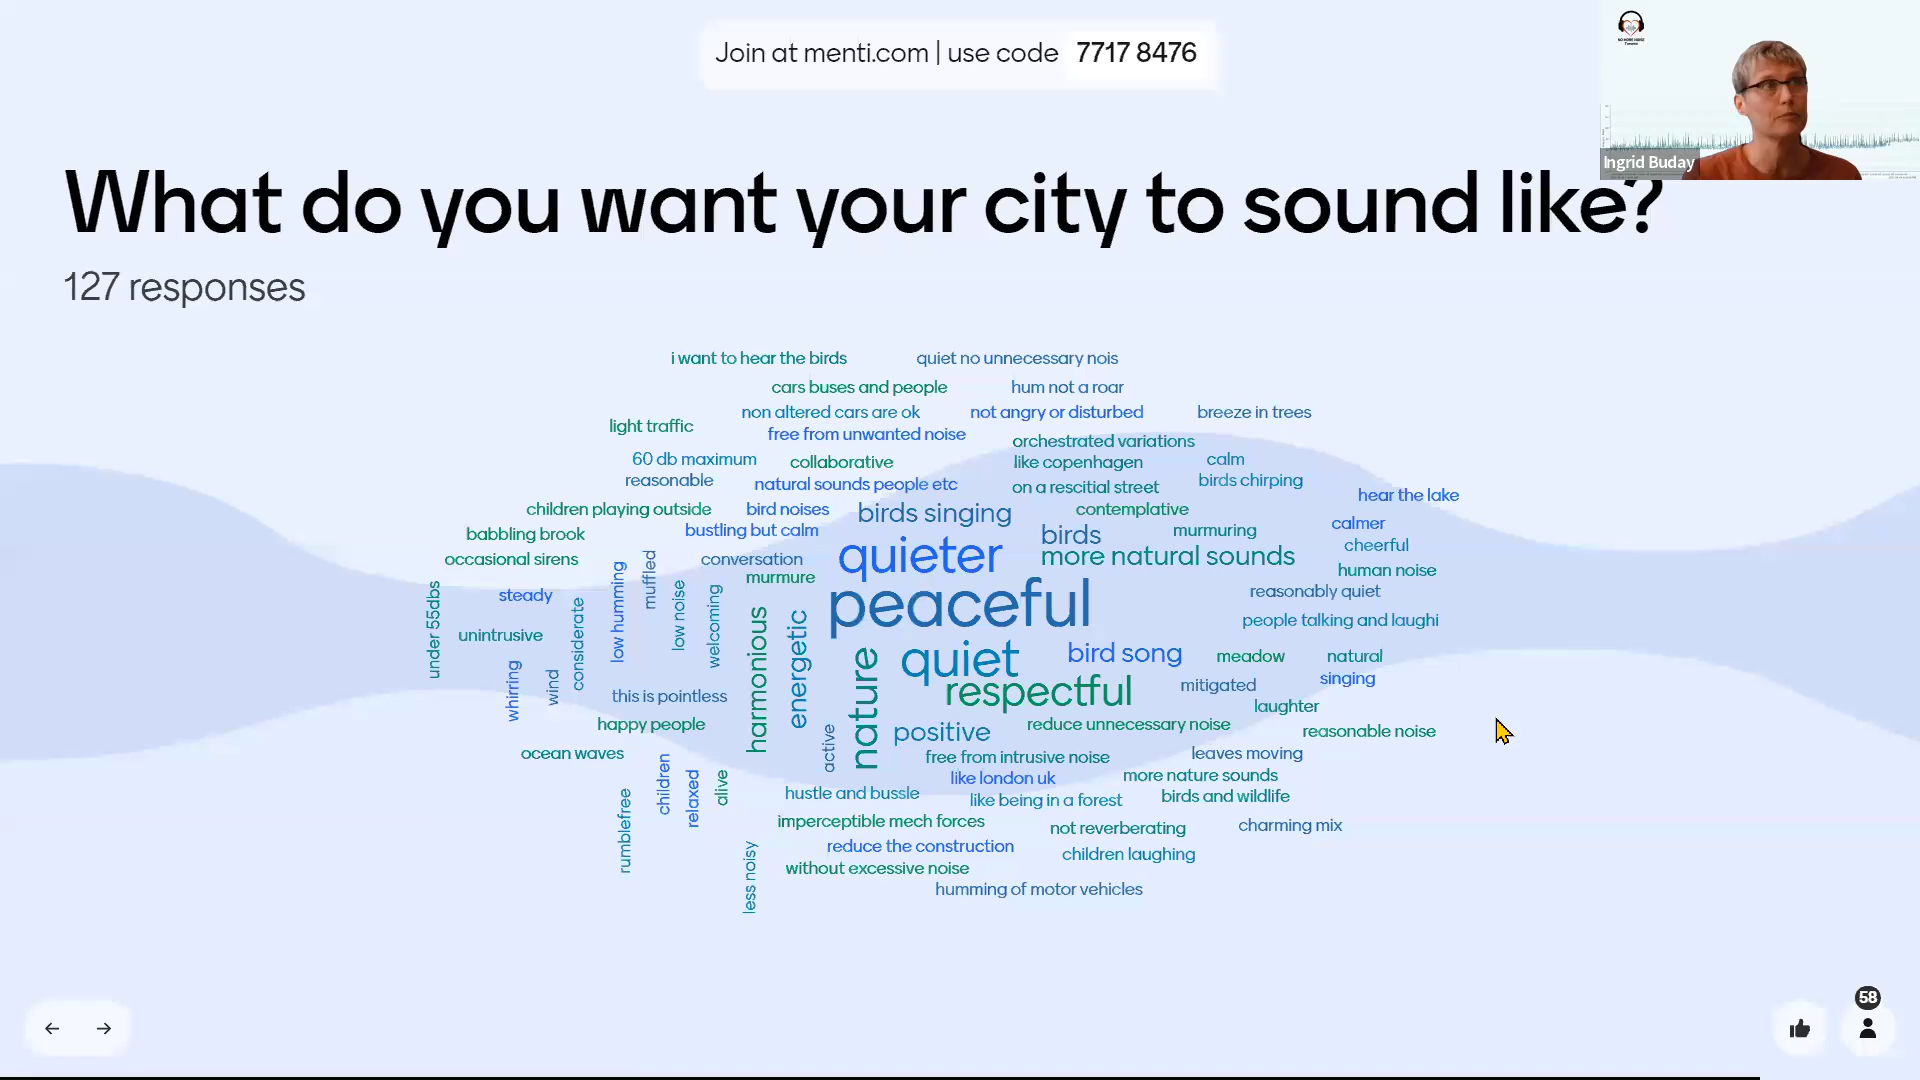 Join at menti.com | use code 7717 8476
NO MORE NOISE
Toronto
Ingrid Buday
What do you want your city to sound like?
127 responses
i want to hear the birds
quiet no unnecessary nois
cars buses and people
hum not a roar
non altered cars are ok
not angry or disturbed
breeze in trees
light traffic
free from unwanted noise
orchestrated variations
60 db maximum
collaborative
like copenhagen
calm
reasonable
natural sounds people etc
on a rescitial street
birds chirping
hear the lake
children playing outside
bird noises
birds singing
contemplative
calmer
babbling brook
bustling but calm
birds
murmuring
cheerful
occasional sirens
conversation
quieter
more natural sounds
human noise
murmure
under 55dbs
steady
considerate
low humming
muffled
low noise
welcoming
harmonious
energetic
peaceful
reasonably quiet
people talking and laughi
unintrusive
whirring
wind
this is pointless
nature
quiet
bird song
meadow
natural
singing
respectful
mitigated
laughter
happy people
active
positive
reduce unnecessary noise
reasonable noise
ocean waves
free from intrusive noise
leaves moving
children
relaxed
alive
like london uk
more nature sounds
rumblefree
hustle and bussle
like being in a forest
birds and wildlife
imperceptible mech forces
not reverberating
charming mix
less noisy
reduce the construction
children laughing
without excessive noise
humming of motor vehicles
58